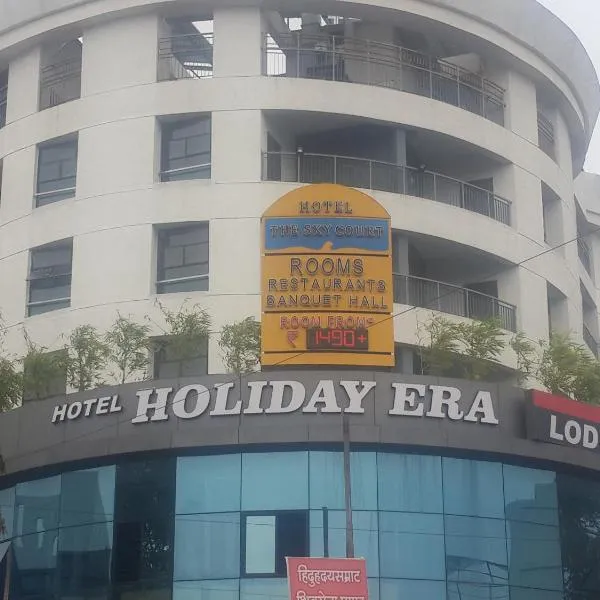 HOTEL
THE SKY COURT
ROOMS
RESTAURANTS
BANQUET HALL
ROOM FROM
₹ 1490+
HOTEL HOLIDAY ERA
LOD
हिंदुहृदयसम्राट